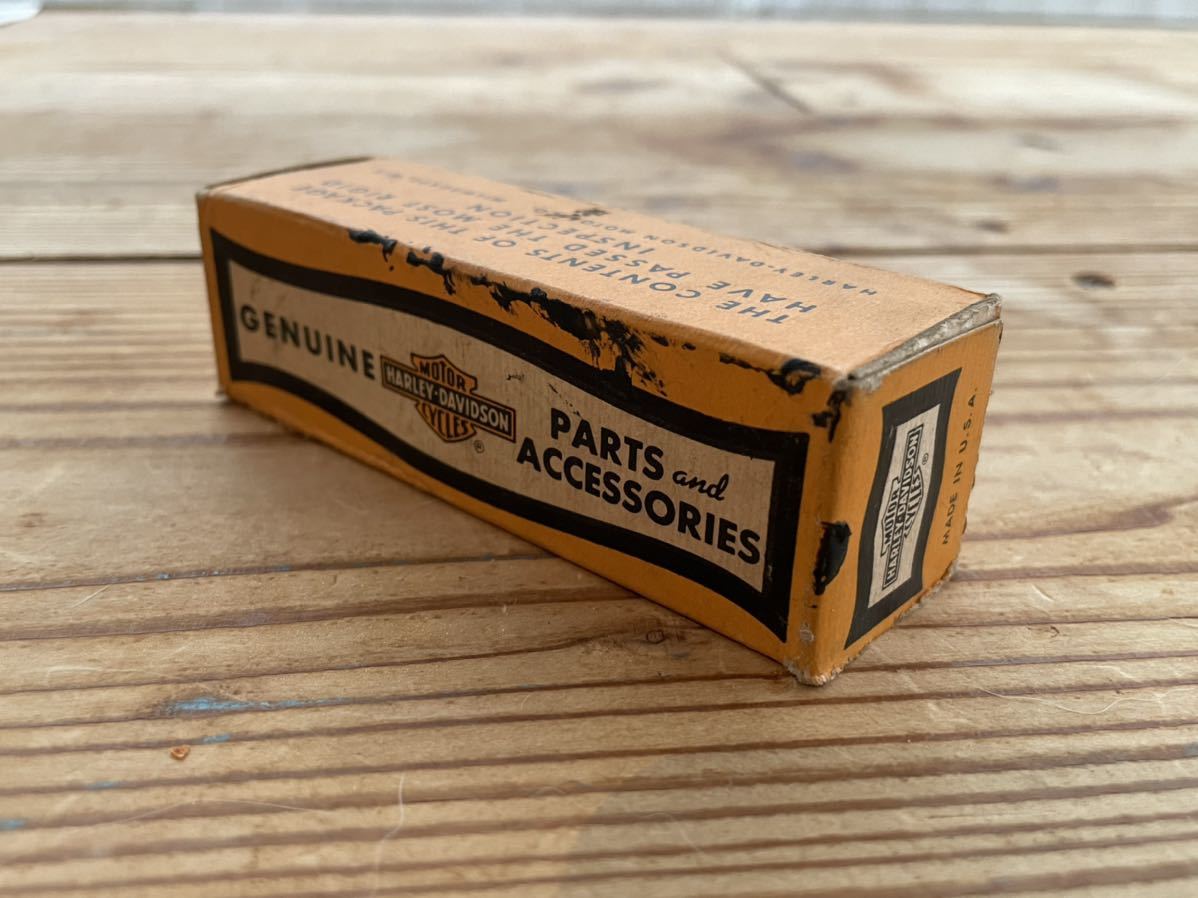 THE CONTENTS OF THIS PACKAGE
HAVE PASSED THE MOST RIGID
INSPECTION
HARLEY-DAVIDSON MOTOR
GENUINE
MOTOR
HARLEY-DAVIDSON
CYCLES
®
PARTS and
ACCESSORIES
MOTOR
HARLEY-DAVIDSON
CYCLES
®
MADE IN U.S.A.